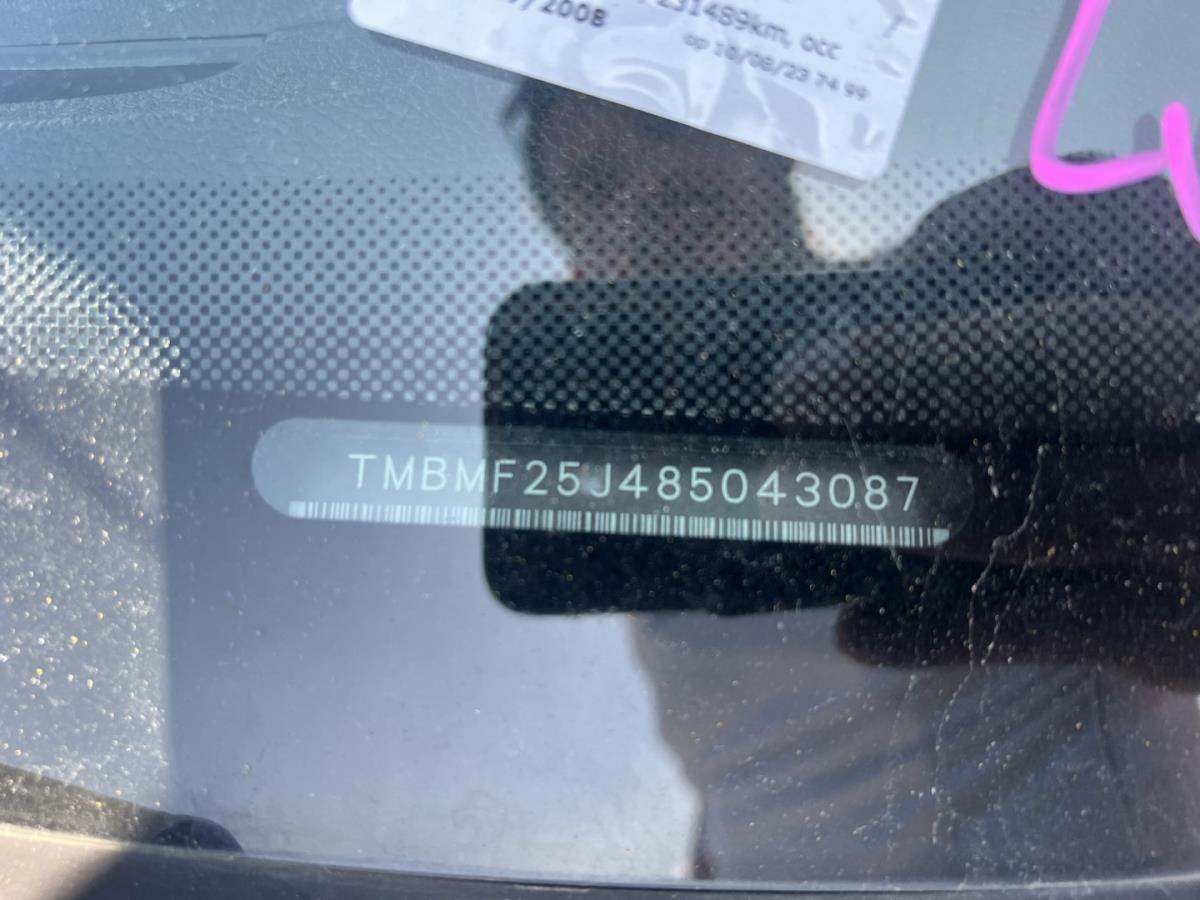 /2008
231489km, occ
op 10/08/23 74 99
TMBMF25J485043087